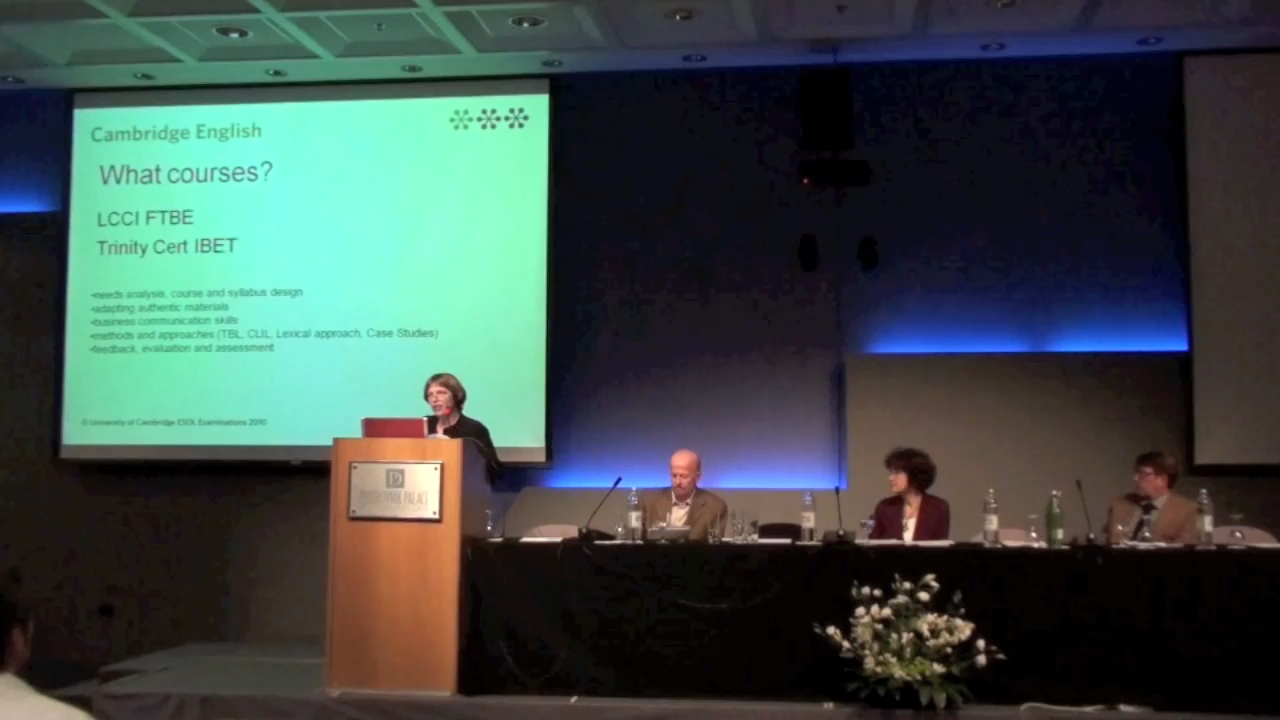 Cambridge English
What courses?
LCCI FTBE
Trinity Cert IBET
•needs analysis, course and syllabus design
•adapting authentic materials
•business communication skills
•methods and approaches (TBL, CLIL, Lexical approach, Case Studies)
•feedback, evaluation and assessment
© University of Cambridge ESOL Examinations 2010
PALACE